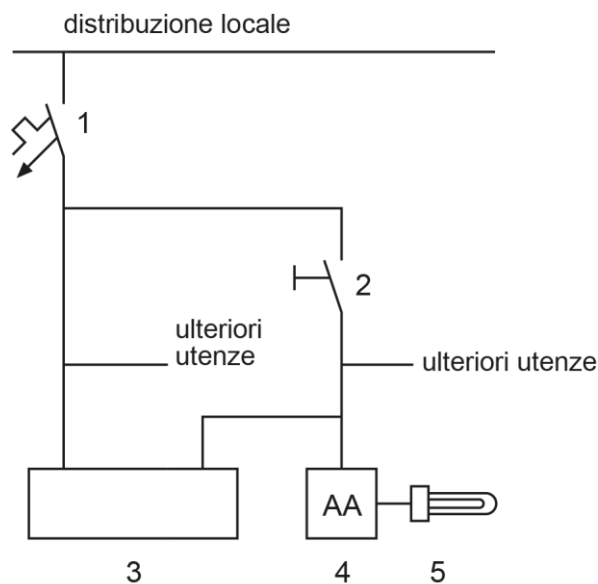 distribuzione locale
1
2
ulteriori
utenze
ulteriori utenze
AA
3
4
5